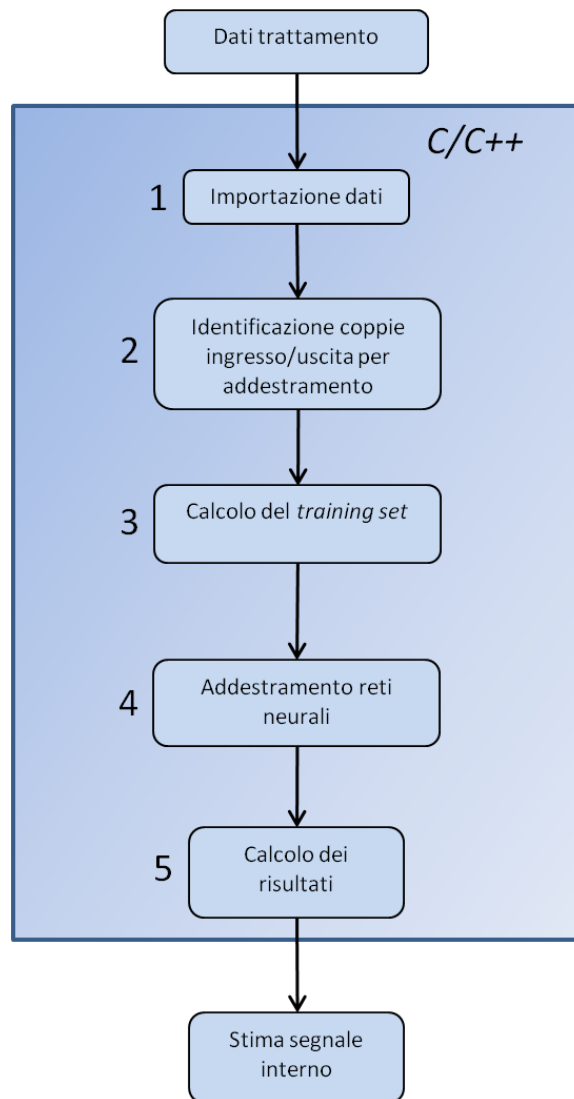 Dati trattamento
C/C++
1
Importazione dati
2
Identificazione coppie
ingresso/uscita per
addestramento
3
Calcolo del training set
4
Addestramento reti
neurali
5
Calcolo dei
risultati
Stima segnale
interno